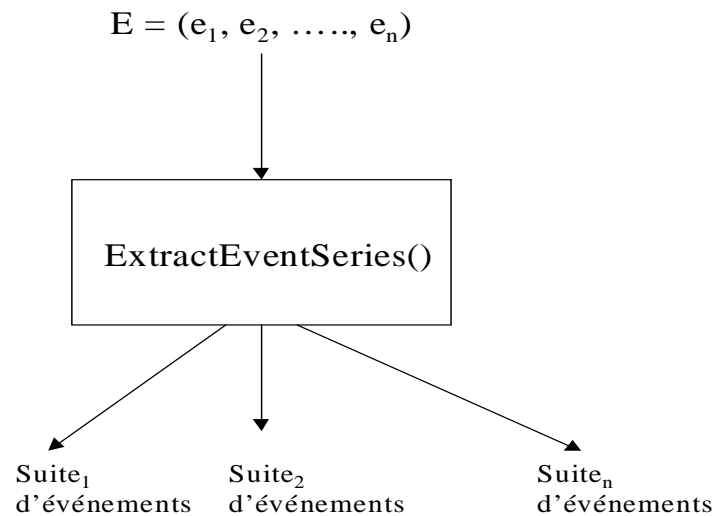 E = (e1, e2, ....., en)
ExtractEventSeries()
Suite1
d'événements
Suite2
d'événements
Suiten
d'événements